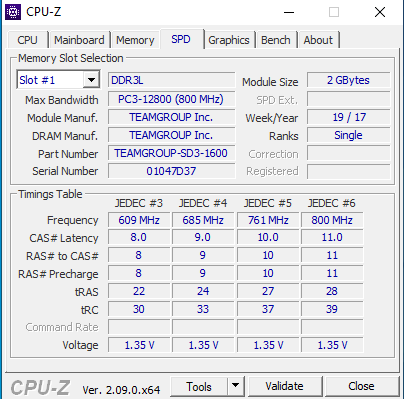 CPU-Z
CPU Mainboard Memory SPD Graphics Bench About
Memory Slot Selection
Slot #1 DDR3L Module Size 2 GBytes
Max Bandwidth PC3-12800 (800 MHz) SPD Ext.
Module Manuf. TEAMGROUP Inc. Week/Year 19 / 17
DRAM Manuf. TEAMGROUP Inc. Ranks Single
Part Number TEAMGROUP-SD3-1600 Correction
Serial Number 01047D37 Registered
Timings Table
JEDEC #3 JEDEC #4 JEDEC #5 JEDEC #6
Frequency 609 MHz 685 MHz 761 MHz 800 MHz
CAS# Latency 8.0 9.0 10.0 11.0
RAS# to CAS# 8 9 10 11
RAS# Precharge 8 9 10 11
tRAS 22 24 27 28
tRC 30 33 37 39
Command Rate
Voltage 1.35 V 1.35 V 1.35 V 1.35 V
CPU-Z Ver. 2.09.0.x64 Tools Validate Close